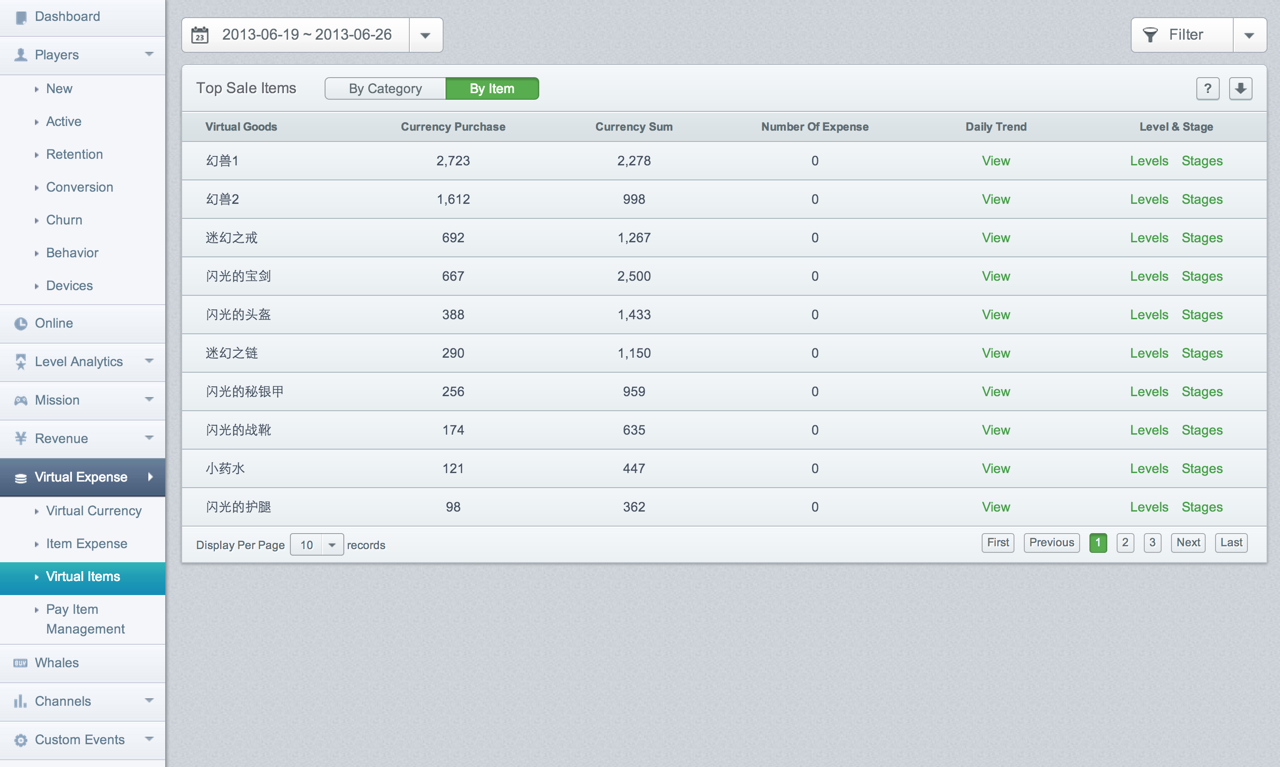 Dashboard
Players
New
Active
Retention
Conversion
Churn
Behavior
Devices
Online
Level Analytics
Mission
Revenue
Virtual Expense
Virtual Currency
Item Expense
Virtual Items
Pay Item
Management
Whales
Channels
Custom Events
23 2013-06-19 ~ 2013-06-26 Filter
Top Sale Items By Category By Item ?
Virtual Goods Currency Purchase Currency Sum Number Of Expense Daily Trend Level & Stage
幻兽1 2,723 2,278 0 View Levels Stages
幻兽2 1,612 998 0 View Levels Stages
迷幻之戒 692 1,267 0 View Levels Stages
闪光的宝剑 667 2,500 0 View Levels Stages
闪光的头盔 388 1,433 0 View Levels Stages
迷幻之链 290 1,150 0 View Levels Stages
闪光的秘银甲 256 959 0 View Levels Stages
闪光的战靴 174 635 0 View Levels Stages
小药水 121 447 0 View Levels Stages
闪光的护腿 98 362 0 View Levels Stages
Display Per Page 10 records First Previous 1 2 3 Next Last